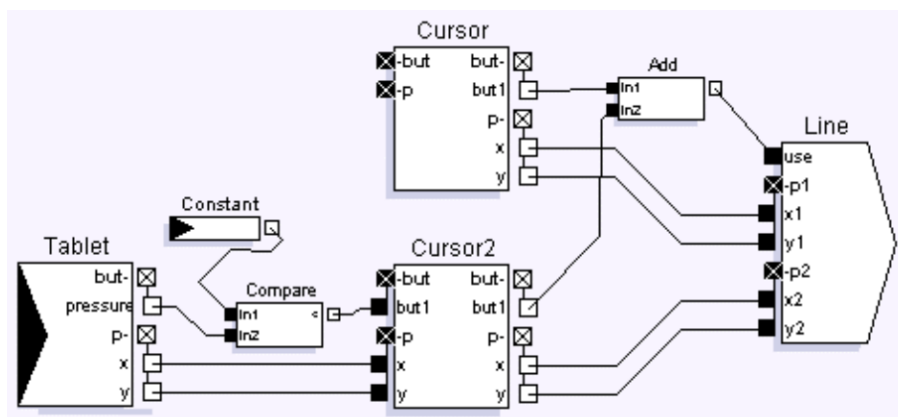 Cursor
-but but-
-p but1
p-
x
y
Add
In1
In2
Line
use
-p1
x1
y1
-p2
x2
y2
Constant
Tablet
but-
pressure
p-
x
y
Compare
In1 <
In2
Cursor2
-but but-
but1 but1
-p p-
x x
y y